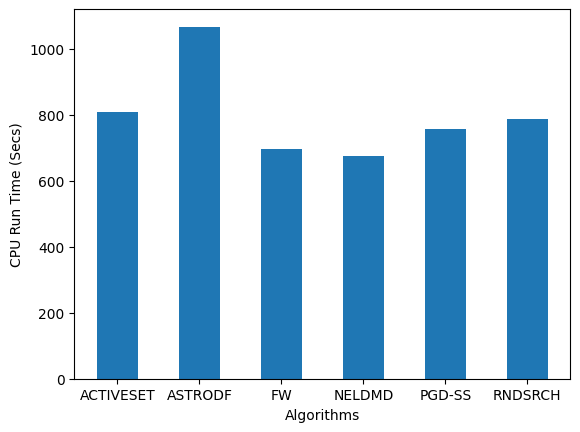 1000
800
600
400
200
0
CPU Run Time (Secs)
ACTIVESET ASTRODF FW NELDMD PGD-SS RNDSRCH
Algorithms